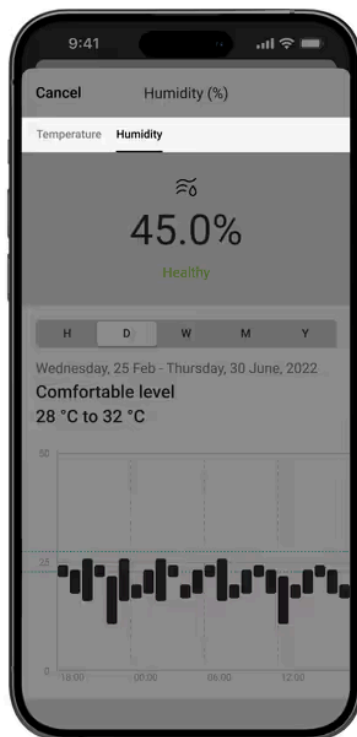 9:41
Cancel Humidity (%)
Temperature Humidity
45.0%
Healthy
H D W M Y
Wednesday, 25 Feb - Thursday, 30 June, 2022
Comfortable level
28 °C to 32 °C
50
25
0
18:00 00:00 06:00 12:00